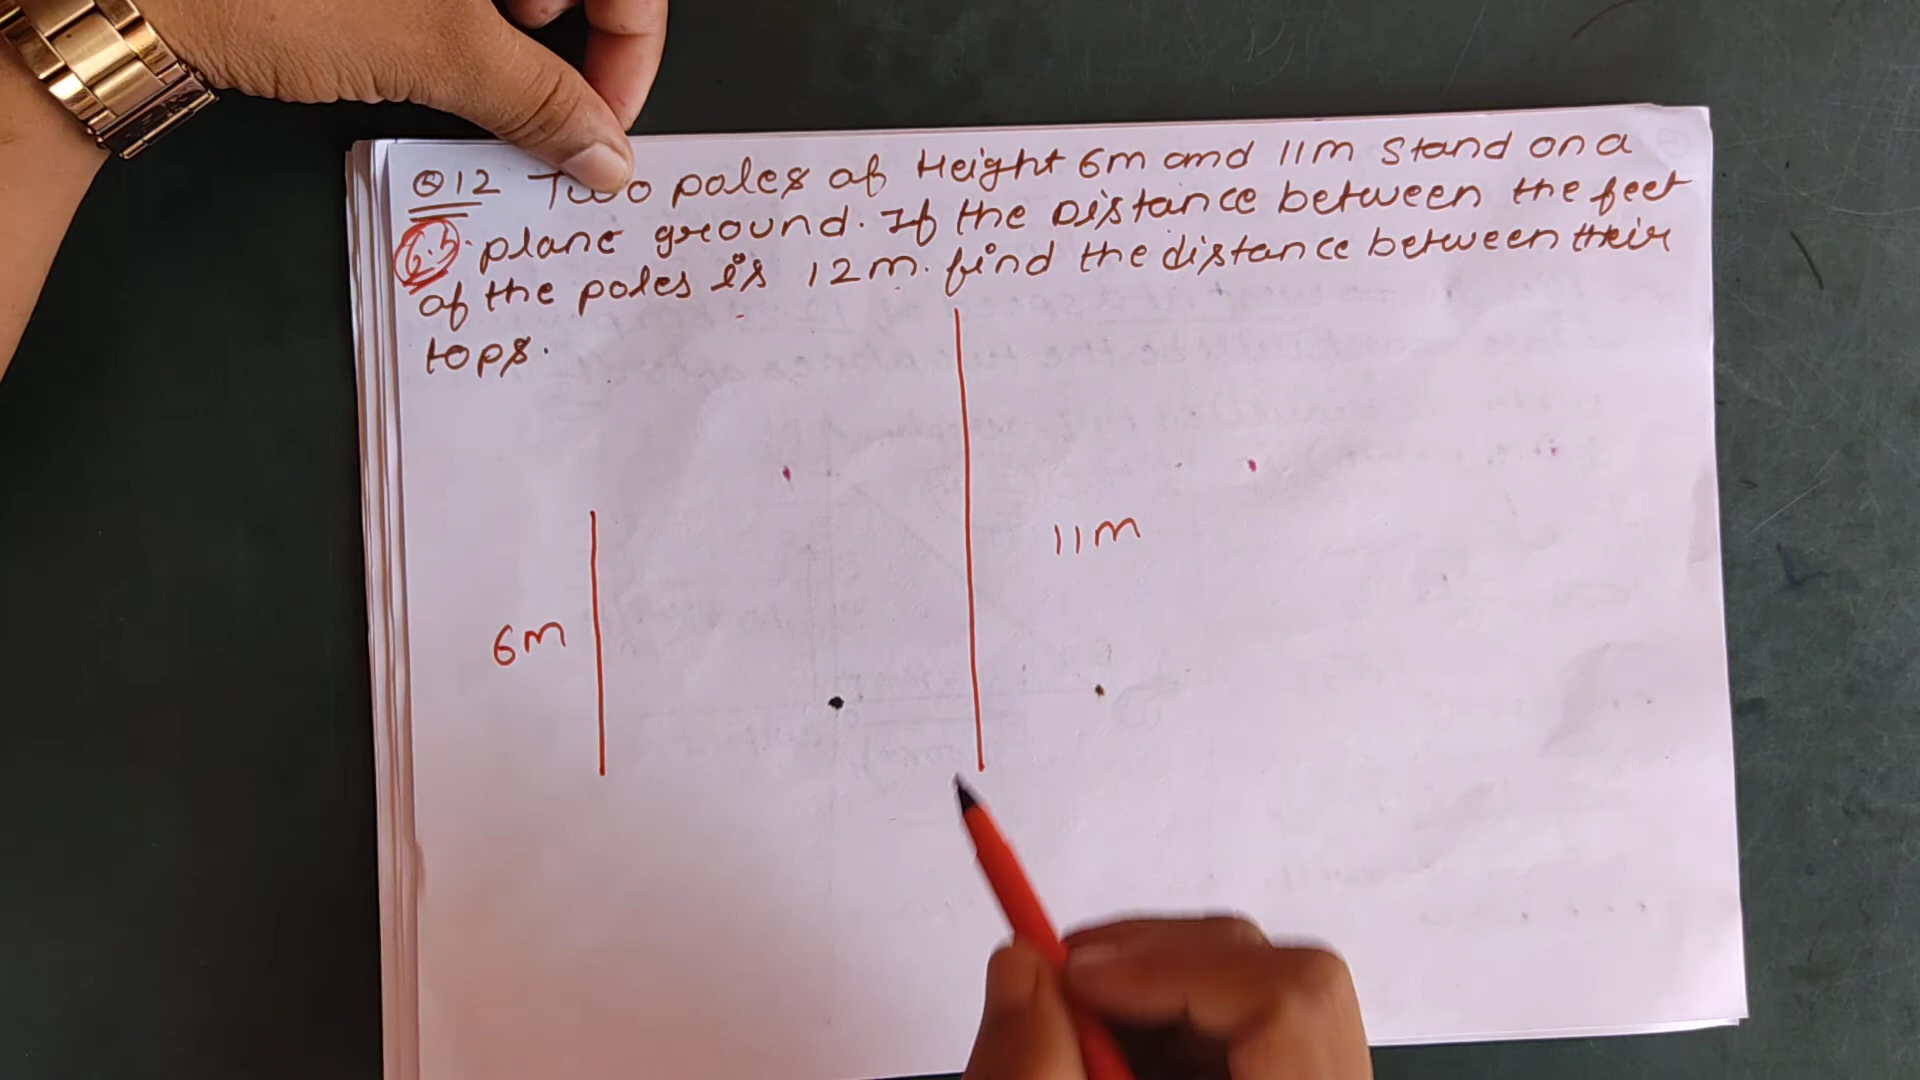 Q12 Two poles of Height 6m and 11m stand on a
6.5. plane ground. If the Distance between the feet
of the poles is 12m. find the distance between their
tops.
11m
6m